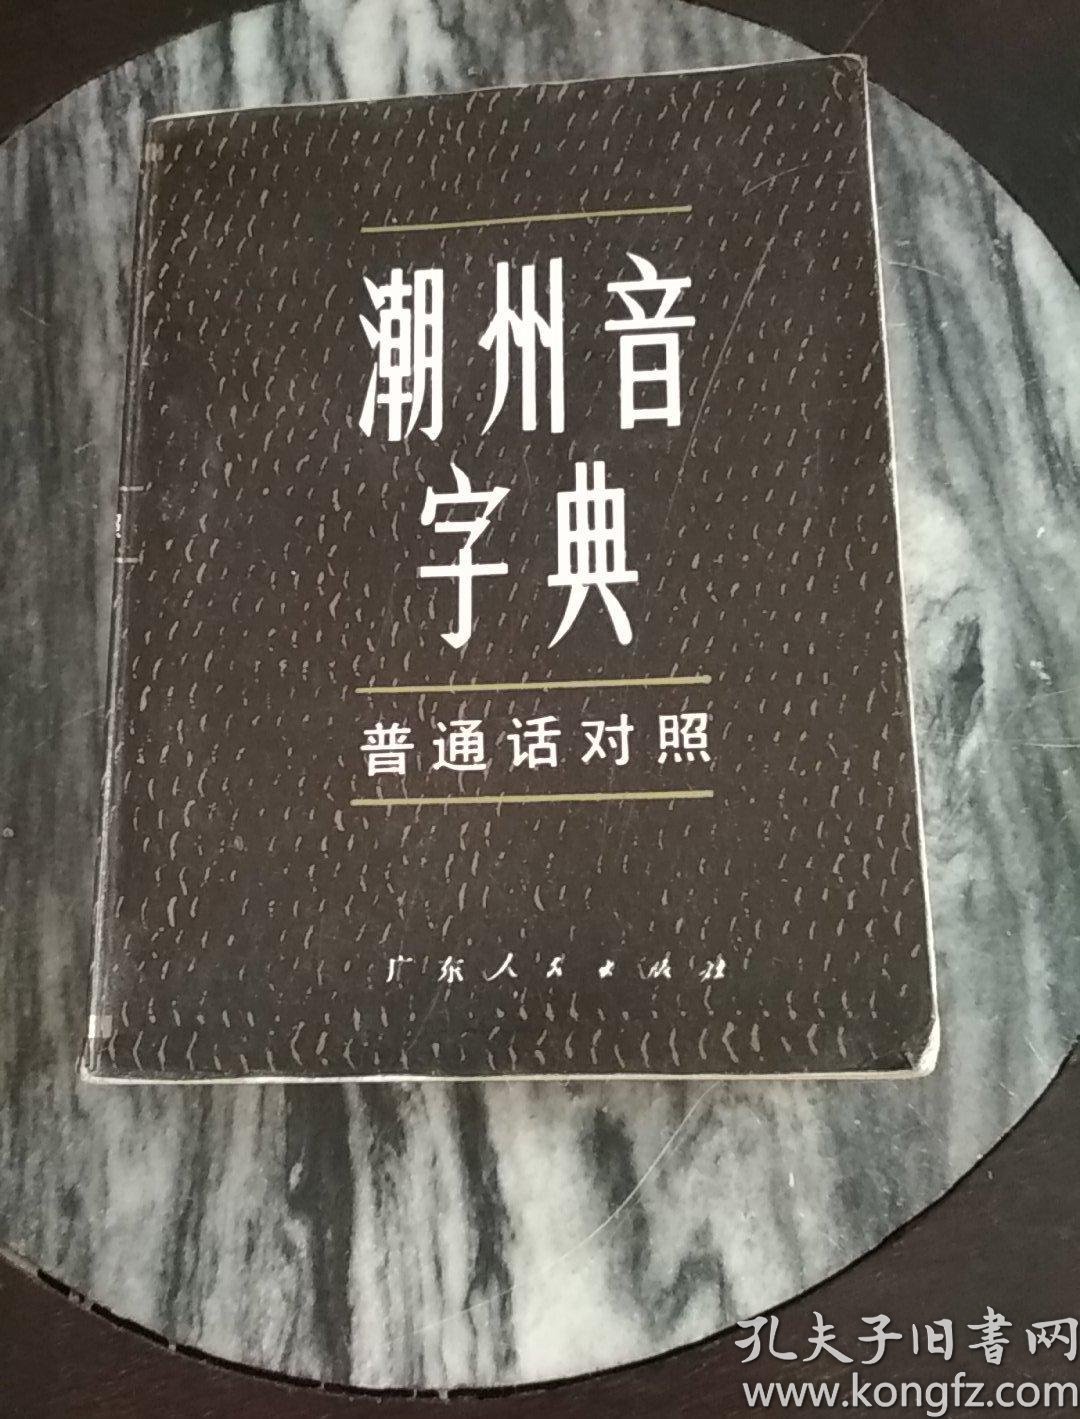 潮州音
字典
普通话对照
广东人民出版社
孔夫子旧書网
www.kongfz.com